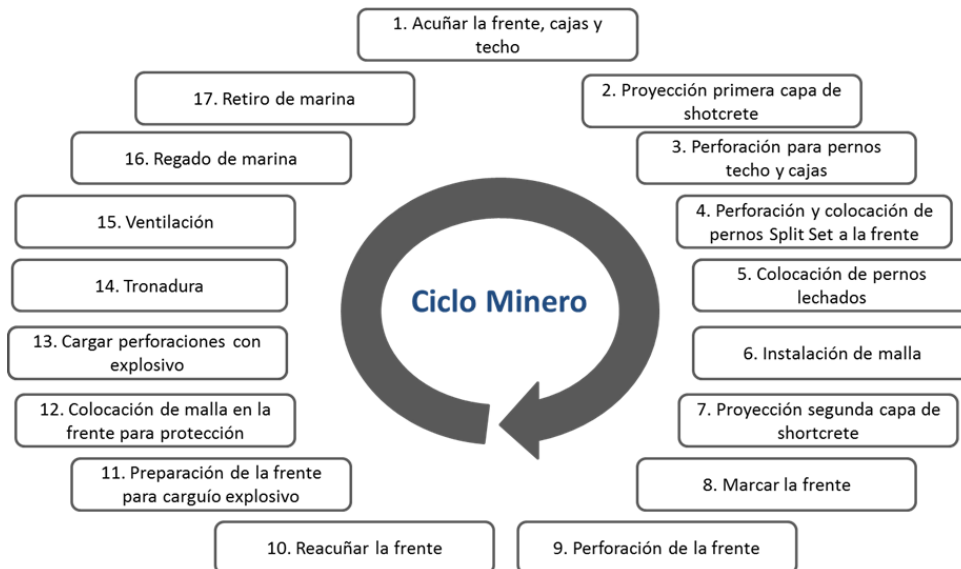 1. Acuñar la frente, cajas y
techo
2. Proyección primera capa de
shotcrete
3. Perforación para pernos
techo y cajas
4. Perforación y colocación de
pernos Split Set a la frente
5. Colocación de pernos
lechados
6. Instalación de malla
7. Proyección segunda capa de
shortcrete
8. Marcar la frente
9. Perforación de la frente
10. Reacuñar la frente
11. Preparación de la frente
para carguío explosivo
12. Colocación de malla en la
frente para protección
13. Cargar perforaciones con
explosivo
14. Tronadura
15. Ventilación
16. Regado de marina
17. Retiro de marina
Ciclo Minero